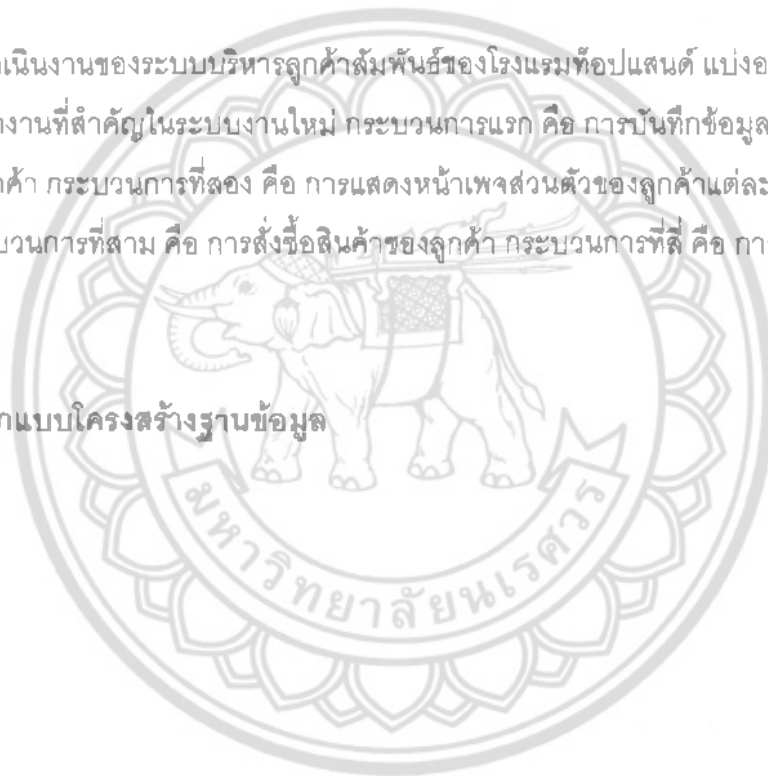 เนินงานของระบบบริหารลูกค้าสัมพันธ์ของโรงแรมท็อปแลนด์ แบ่งอ
งานที่สำคัญในระบบงานใหม่ กระบวนการแรก คือ การบันทึกข้อมูล
ค้า กระบวนการที่สอง คือ การแสดงหน้าเพจส่วนตัวของลูกค้าแต่ละ
บวนการที่สาม คือ การสั่งซื้อสินค้าของลูกค้า กระบวนการที่สี่ คือ กา
กแบบโครงสร้างฐานข้อมูล
มหาวิทยาลัยนเรศวร